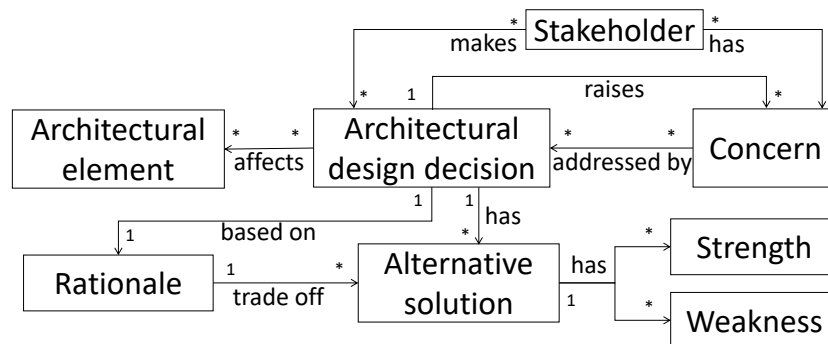 * Stakeholder *
makes has
* 1 raises * *
Architectural
element
* affects *
Architectural
design decision
* addressed by *
Concern
1 1 has
1 based on *
Rationale
1 trade off *
Alternative
solution
has
1
* Strength
* Weakness